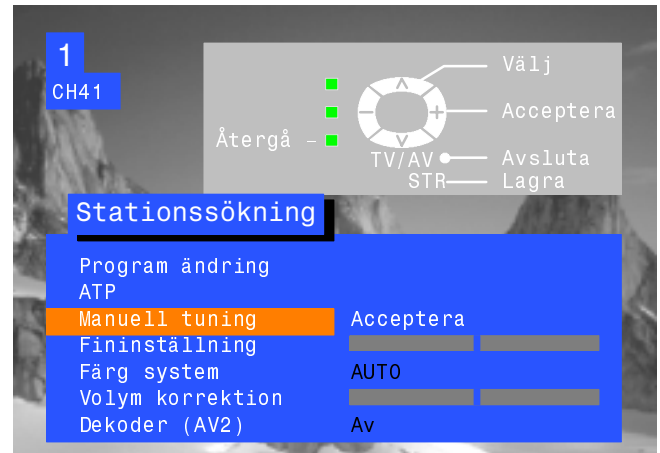 1
CH41
Välj
Acceptera
Återgå
TV/AV Avsluta
STR Lagra
Stationssökning
Program ändring
ATP
Manuell tuning Acceptera
Fininställning
Färg system AUTO
Volym korrektion
Dekoder (AV2) Av